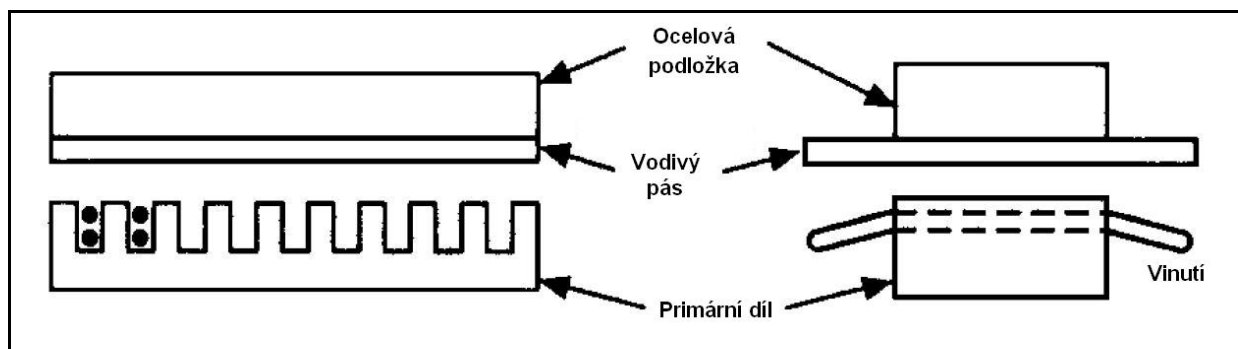 Ocelová
podložka
Vodivý
pás
Vinutí
Primární díl